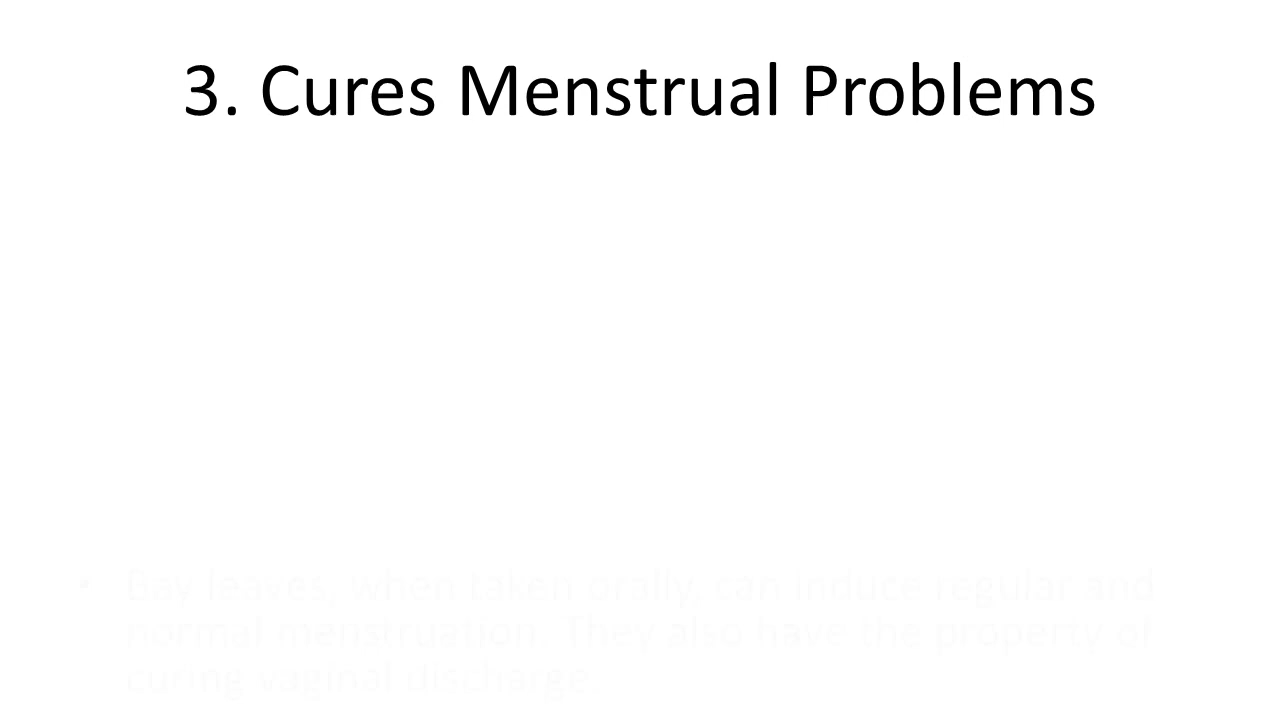 3. Cures Menstrual Problems
• Bay leaves, when taken orally, can induce regular and
normal menstruation. They also have the property of
curing vaginal discharge.